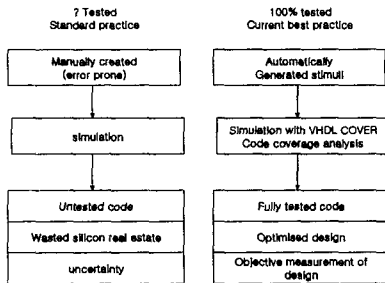 ? Tested
Standard practice
Manually created
(error prone)
simulation
Untested code
Wasted silicon real estate
uncertainty
100% tested
Current best practice
Automatically
Generated stimuli
Simulation with VHDL COVER
Code coverage analysis
Fully tested code
Optimised design
Objective measurement of
design